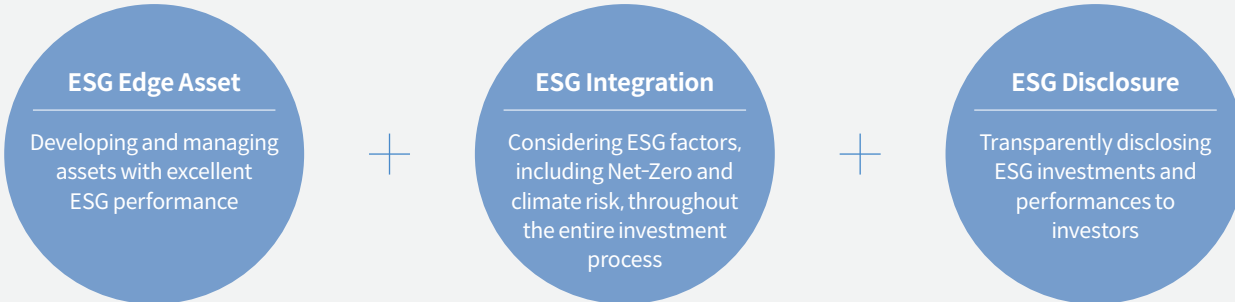 ESG Edge Asset
Developing and managing
assets with excellent
ESG performance
ESG Integration
Considering ESG factors,
including Net-Zero and
climate risk, throughout
the entire investment
process
ESG Disclosure
Transparently disclosing
ESG investments and
performances to
investors